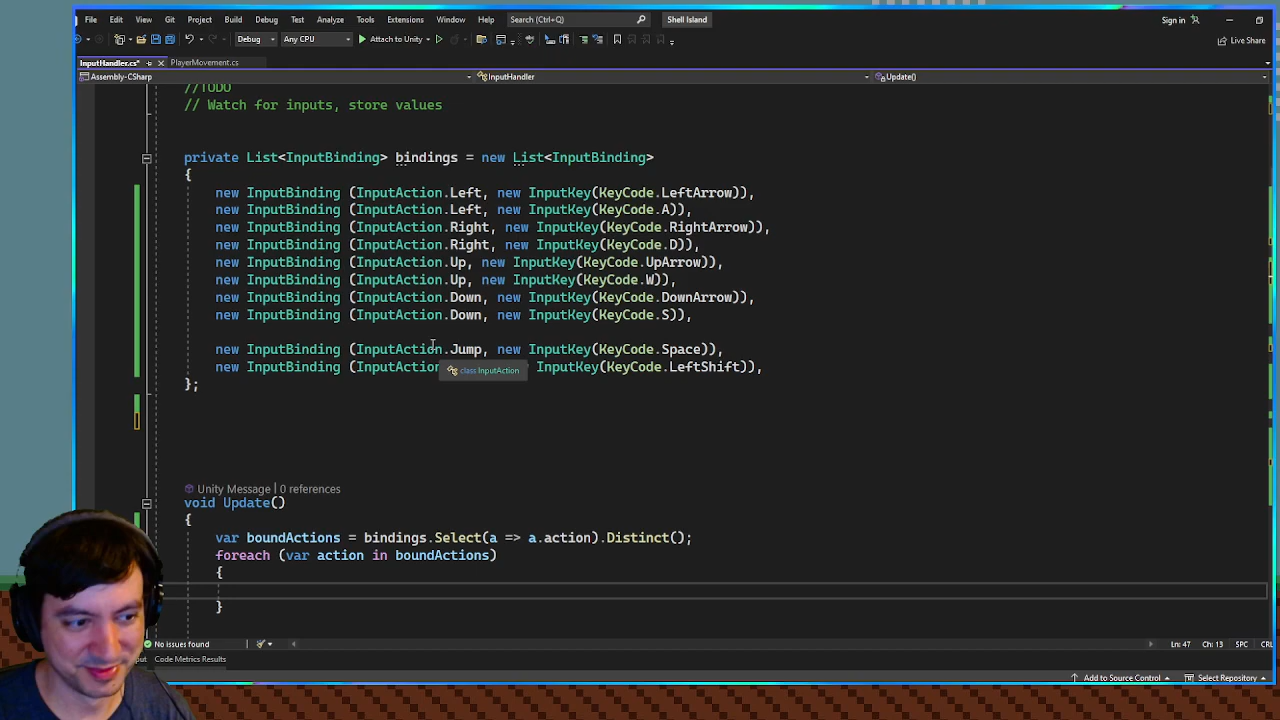 File Edit View Git Project Build Debug Test Analyze Tools Extensions Window Help Search (Ctrl+Q) Shell Island Sign in
Debug Any CPU Attach to Unity Live Share
InputHandler.cs* PlayerMovement.cs
Assembly-CSharp InputHandler Update()
//TODO
// Watch for inputs, store values
private List<InputBinding> bindings = new List<InputBinding>
{
new InputBinding (InputAction.Left, new InputKey(KeyCode.LeftArrow)),
new InputBinding (InputAction.Left, new InputKey(KeyCode.A)),
new InputBinding (InputAction.Right, new InputKey(KeyCode.RightArrow)),
new InputBinding (InputAction.Right, new InputKey(KeyCode.D)),
new InputBinding (InputAction.Up, new InputKey(KeyCode.UpArrow)),
new InputBinding (InputAction.Up, new InputKey(KeyCode.W)),
new InputBinding (InputAction.Down, new InputKey(KeyCode.DownArrow)),
new InputBinding (InputAction.Down, new InputKey(KeyCode.S)),
new InputBinding (InputAction.Jump, new InputKey(KeyCode.Space)),
new InputBinding (InputAction InputKey(KeyCode.LeftShift)),
class InputAction
};
Unity Message | 0 references
void Update()
{
var boundActions = bindings.Select(a => a.action).Distinct();
foreach (var action in boundActions)
{
}
No issues found Ln: 47 Ch: 13 SPC
Code Metrics Results
Add to Source Control Select Repository